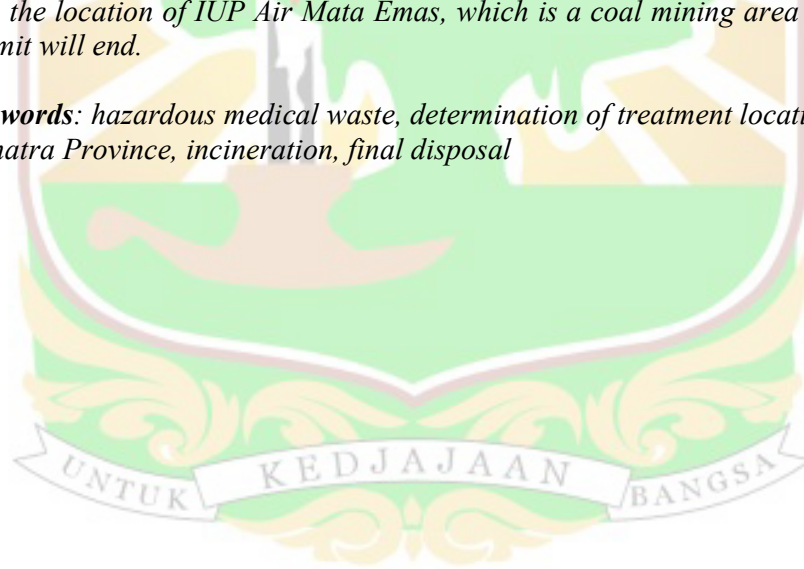 the location of IUP Air Mata Emas, which is a coal mining area
mit will end.
words: hazardous medical waste, determination of treatment locati
atra Province, incineration, final disposal
UNTUK KEDJAJAAN BANGSA